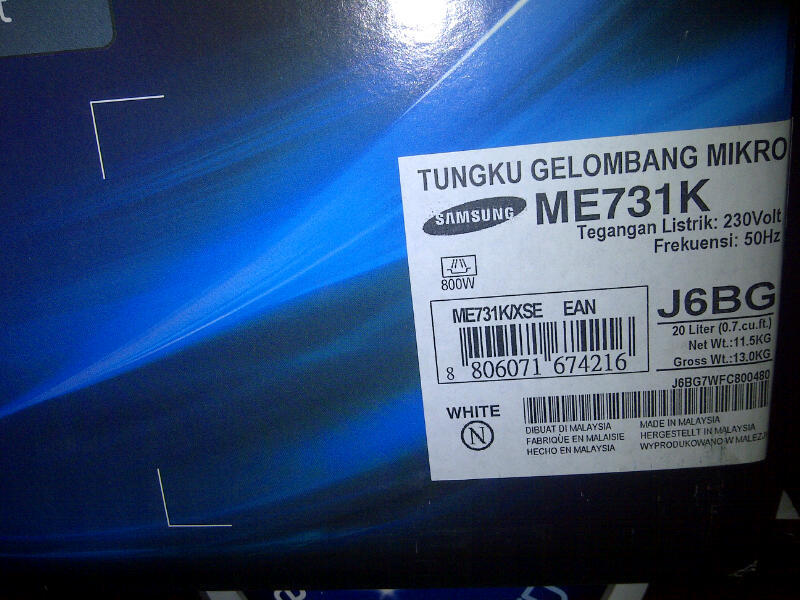 TUNGKU GELOMBANG MIKRO
SAMSUNG ME731K
Tegangan Listrik: 230Volt
Frekuensi: 50Hz
800W
ME731K/XSE EAN
8 806071 674216
J6BG
20 Liter (0.7.cu.ft.)
Net Wt.:11.5KG
Gross Wt.:13.0KG
J6BG7WFC800480
WHITE
N
DIBUAT DI MALAYSIA
FABRIQUE EN MALAISIE
HECHO EN MALAYSIA
MADE IN MALAYSIA
HERGESTELLT IN MALAYSIA
WYPRODUKOWANO W MALEZJI